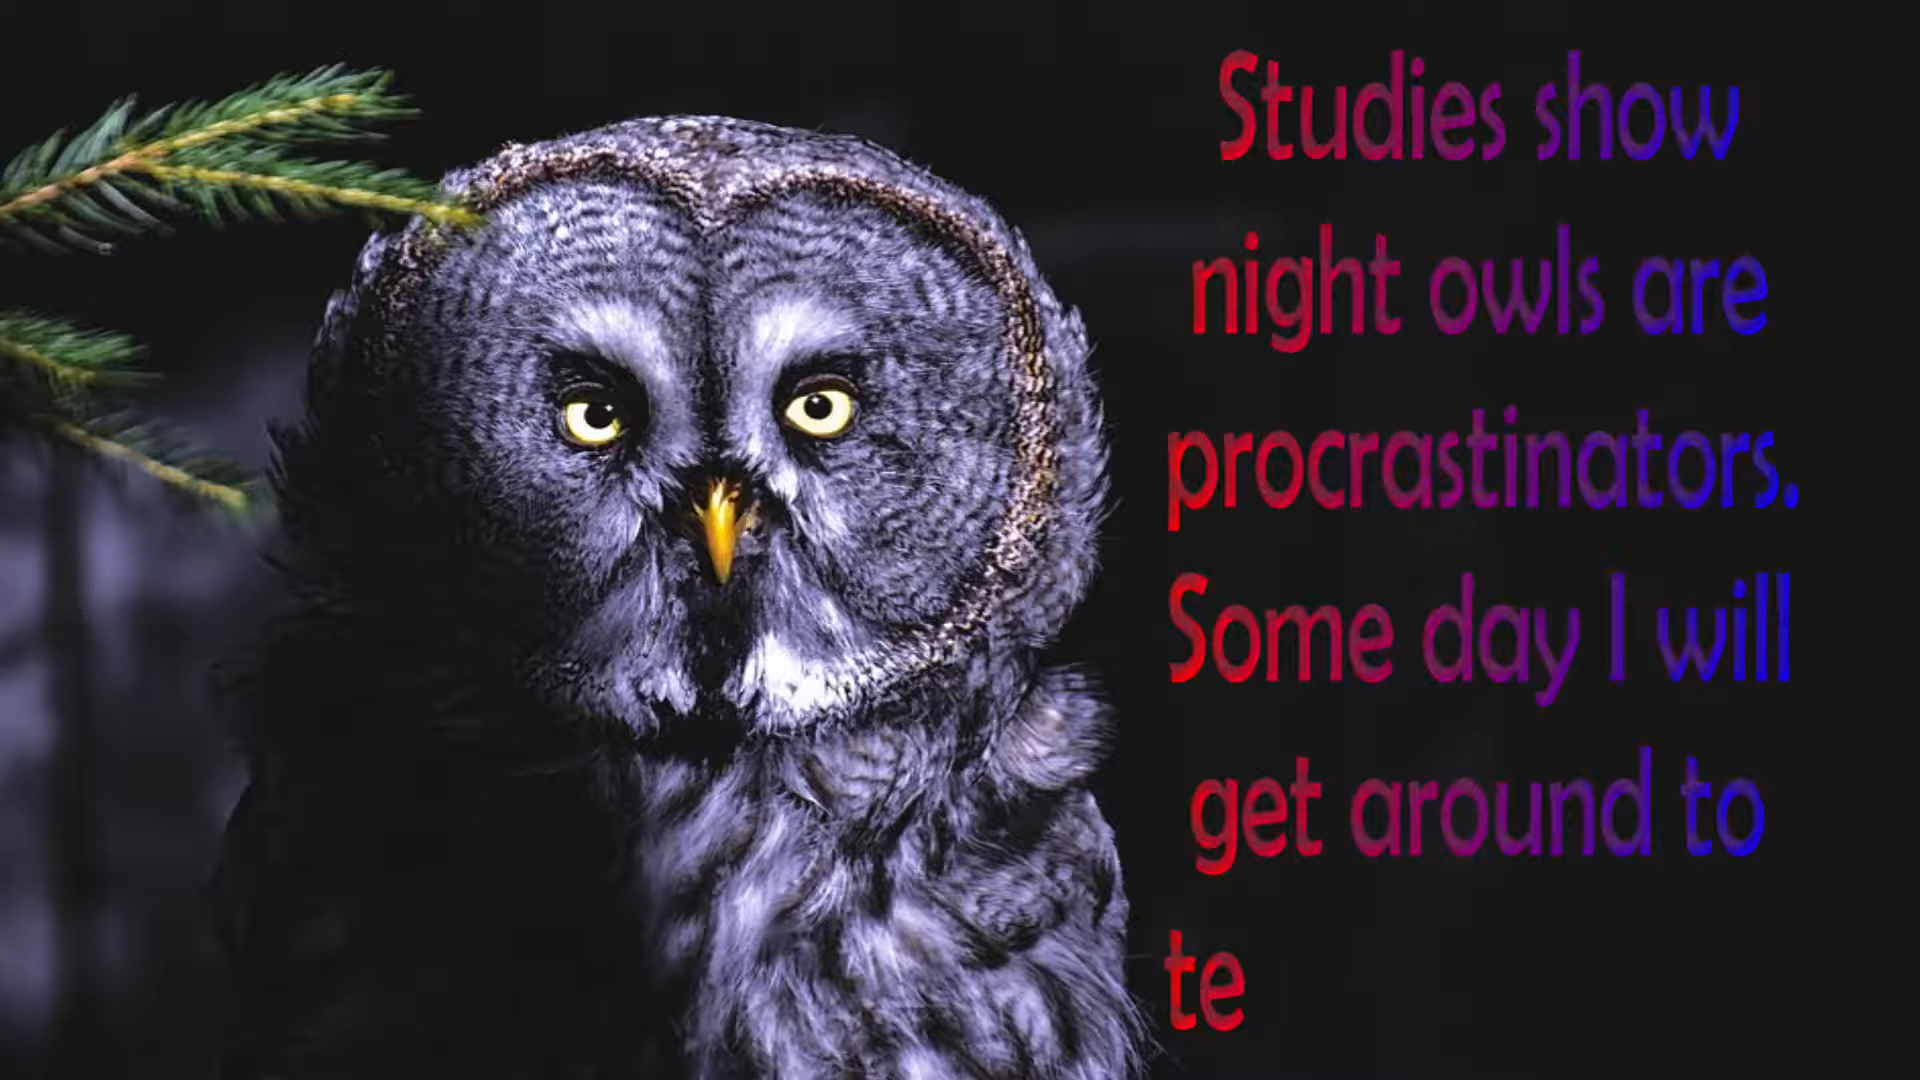 Studies show
night owls are
procrastinators.
Some day I will
get around to
te